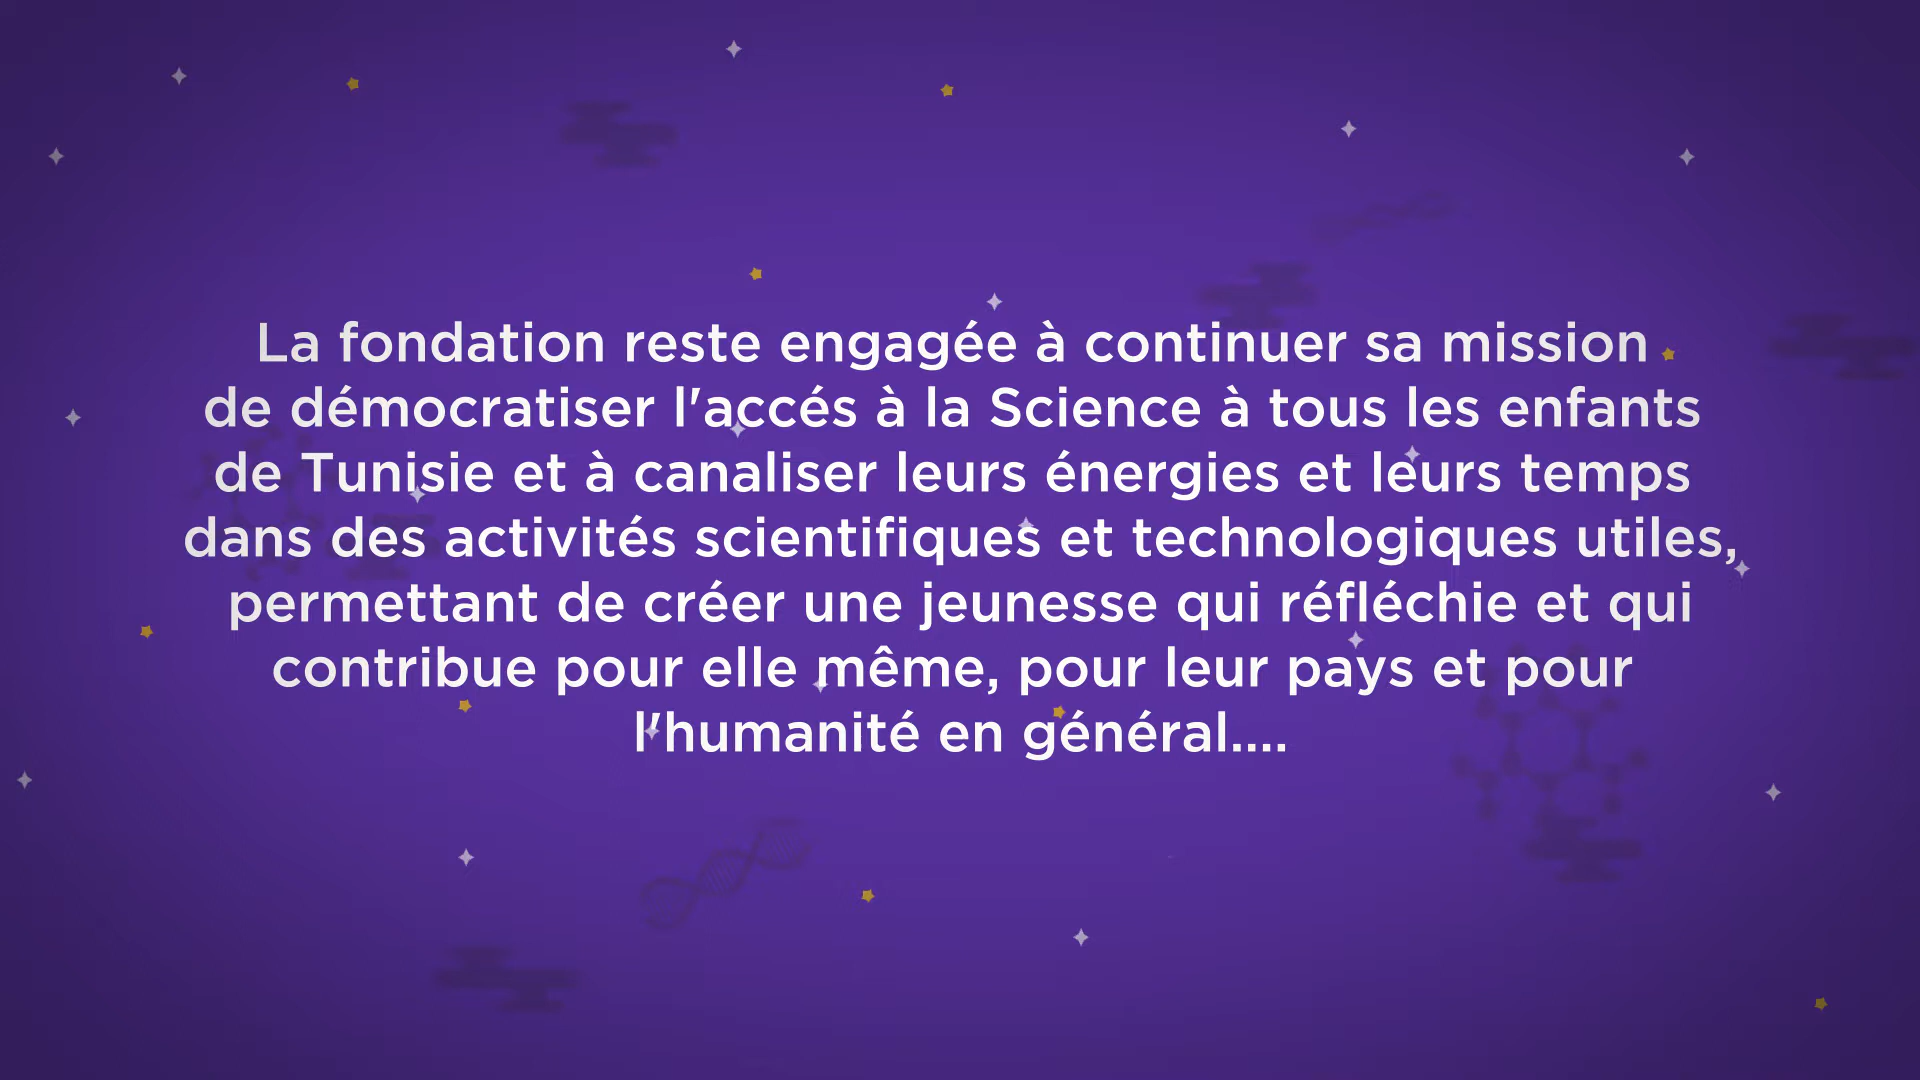 La fondation reste engagée à continuer sa mission
de démocratiser l'accés à la Science à tous les enfants
de Tunisie et à canaliser leurs énergies et leurs temps
dans des activités scientifiques et technologiques utiles,
permettant de créer une jeunesse qui réfléchie et qui
contribue pour elle même, pour leur pays et pour
l'humanité en général....